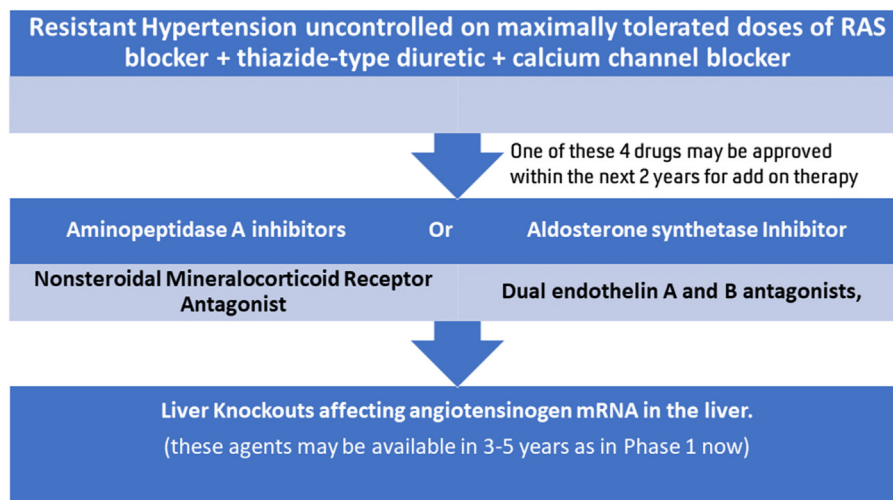 Resistant Hypertension uncontrolled on maximally tolerated doses of RAS
blocker + thiazide-type diuretic + calcium channel blocker
One of these 4 drugs may be approved
within the next 2 years for add on therapy
Aminopeptidase A inhibitors Or Aldosterone synthetase Inhibitor
Nonsteroidal Mineralocorticoid Receptor
Antagonist
Dual endothelin A and B antagonists,
Liver Knockouts affecting angiotensinogen mRNA in the liver.
(these agents may be available in 3-5 years as in Phase 1 now)